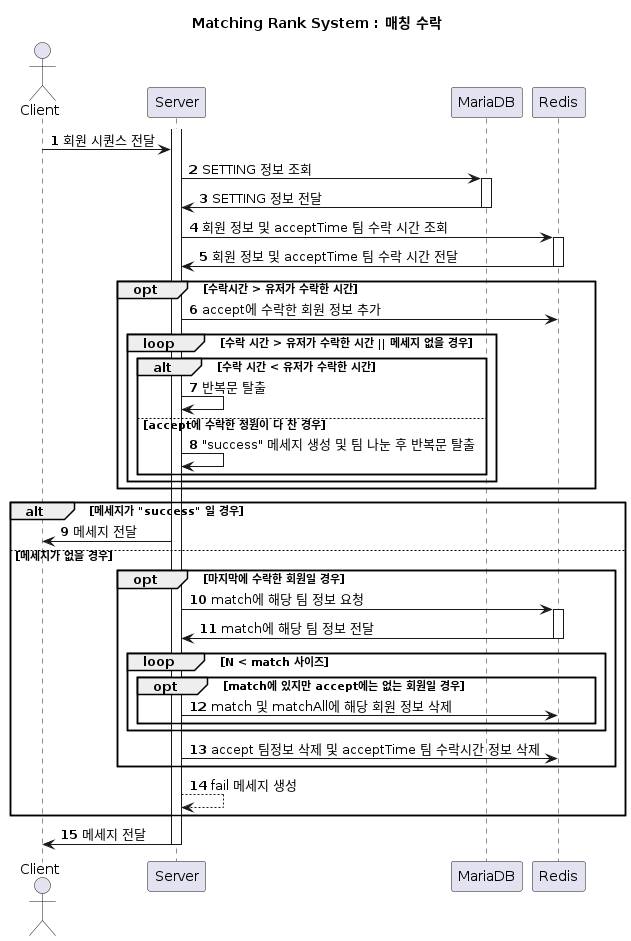 Matching Rank System : 매칭 수락
Client
Server
MariaDB
Redis
1 회원 시퀀스 전달
2 SETTING 정보 조회
3 SETTING 정보 전달
4 회원 정보 및 acceptTime 팀 수락 시간 조회
5 회원 정보 및 acceptTime 팀 수락 시간 전달
opt [수락시간 > 유저가 수락한 시간]
6 accept에 수락한 회원 정보 추가
loop [수락 시간 > 유저가 수락한 시간 || 메세지 없을 경우]
alt [수락 시간 < 유저가 수락한 시간]
7 반복문 탈출
[accept에 수락한 정원이 다 찬 경우]
8 "success" 메세지 생성 및 팀 나눈 후 반복문 탈출
alt [메세지가 "success" 일 경우]
9 메세지 전달
[메세지가 없을 경우]
opt [마지막에 수락한 회원일 경우]
10 match에 해당 팀 정보 요청
11 match에 해당 팀 정보 전달
loop [N < match 사이즈]
opt [match에 있지만 accept에는 없는 회원일 경우]
12 match 및 matchAll에 해당 회원 정보 삭제
13 accept 팀정보 삭제 및 acceptTime 팀 수락시간 정보 삭제
14 fail 메세지 생성
15 메세지 전달
Client
Server
MariaDB
Redis